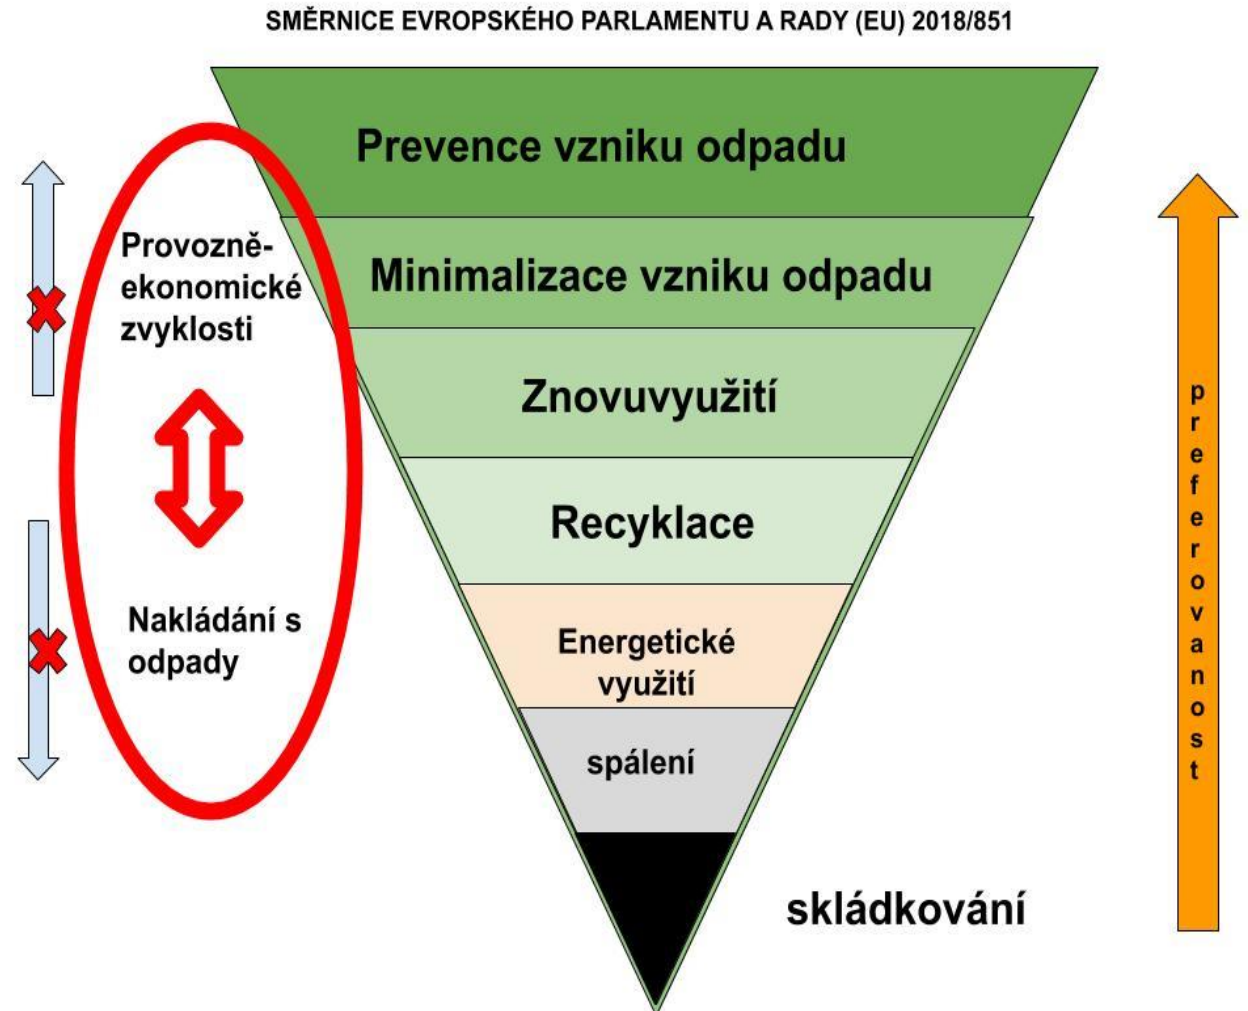 SMĚRNICE EVROPSKÉHO PARLAMENTU A RADY (EU) 2018/851
Prevence vzniku odpadu
Provozně-
ekonomické
zvyklosti
Minimalizace vzniku odpadu
Znovuvyužití
Recyklace
Nakládání s
odpady
Energetické
využití
spálení
skládkování
preferovanost